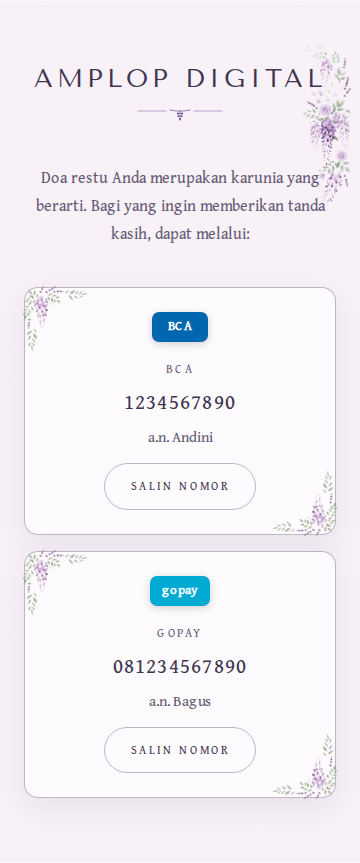 AMPLOP DIGITAL
Doa restu Anda merupakan karunia yang
berarti. Bagi yang ingin memberikan tanda
kasih, dapat melalui:
BCA
BCA
1234567890
a.n. Andini
SALIN NOMOR
gopay
GOPAY
081234567890
a.n. Bagus
SALIN NOMOR